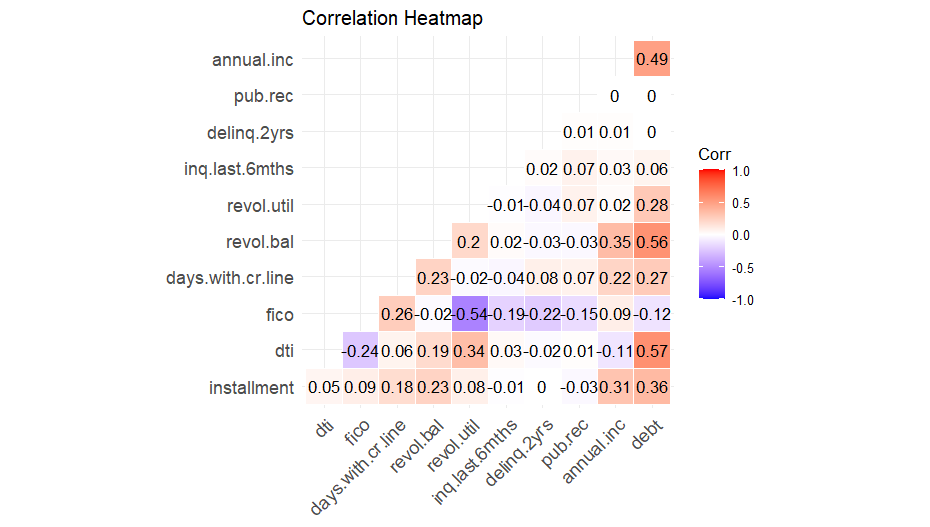 Correlation Heatmap
annual.inc 0.49
pub.rec 0 0
delinq.2yrs 0.01 0.01 0
inq.last.6mths 0.02 0.07 0.03 0.06
revol.util -0.01 -0.04 0.07 0.02 0.28
revol.bal 0.2 0.02 -0.03 -0.03 0.35 0.56
days.with.cr.line 0.23 -0.02 -0.04 0.08 0.07 0.22 0.27
fico 0.26 -0.02 -0.54 -0.19 -0.22 -0.15 0.09 -0.12
dti -0.24 0.06 0.19 0.34 0.03 -0.02 0.01 -0.11 0.57
installment 0.05 0.09 0.18 0.23 0.08 -0.01 0 -0.03 0.31 0.36
dti fico days.with.cr.line revol.bal revol.util inq.last.6mths delinq.2yrs pub.rec annual.inc debt
Corr
1.0
0.5
0.0
-0.5
-1.0